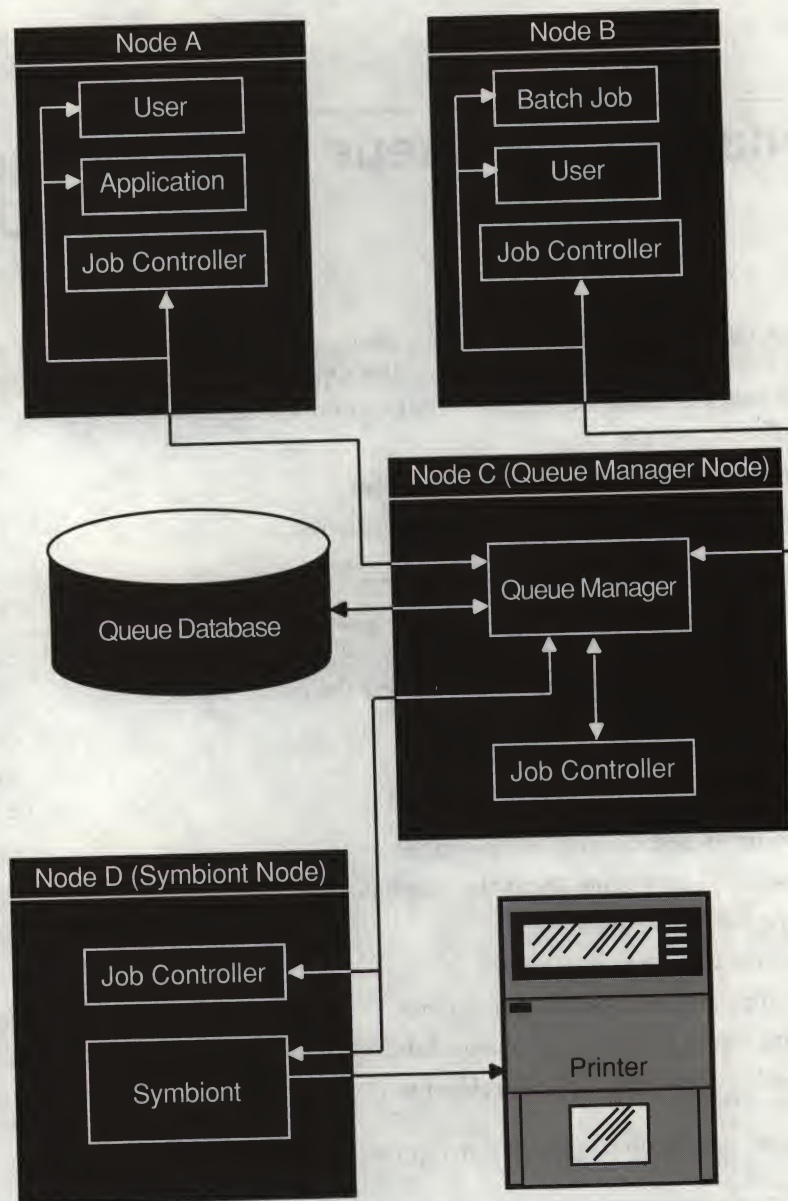 Node A
User
Application
Job Controller
Node B
Batch Job
User
Job Controller
Node C (Queue Manager Node)
Queue Manager
Job Controller
Queue Database
Node D (Symbiont Node)
Job Controller
Symbiont
Printer